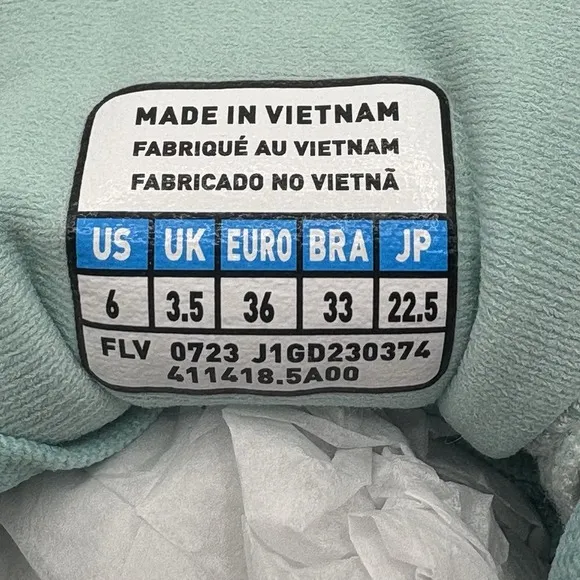 MADE IN VIETNAM
FABRIQUÉ AU VIETNAM
FABRICADO NO VIETNÃ
US UK EURO BRA JP
6 3.5 36 33 22.5
FLV 0723 J1GD230374
411418.5A00